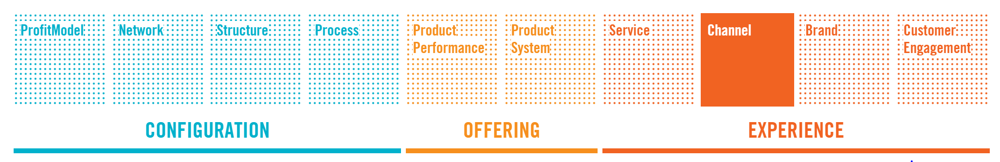 ProfitModel
Network
Structure
Process
Product
Performance
Product
System
Service
Channel
Brand
Customer
Engagement
CONFIGURATION
OFFERING
EXPERIENCE